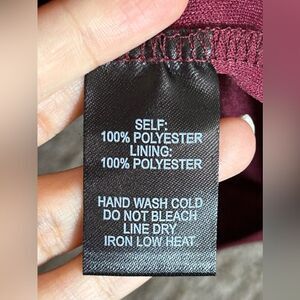 SELF:
100% POLYESTER
LINING:
100% POLYESTER
HAND WASH COLD
DO NOT BLEACH
LINE DRY
IRON LOW HEAT.